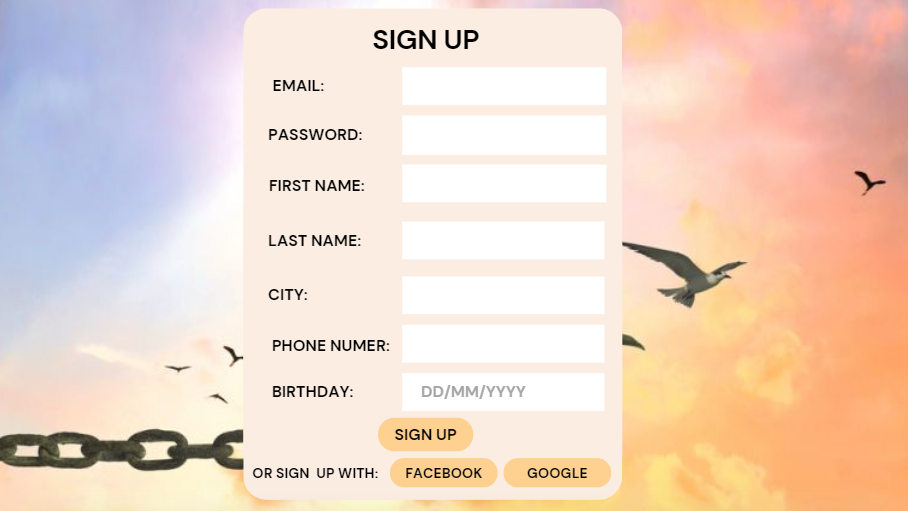 SIGN UP
EMAIL:
PASSWORD:
FIRST NAME:
LAST NAME:
CITY:
PHONE NUMER:
BIRTHDAY: DD/MM/YYYY
SIGN UP
OR SIGN UP WITH: FACEBOOK GOOGLE